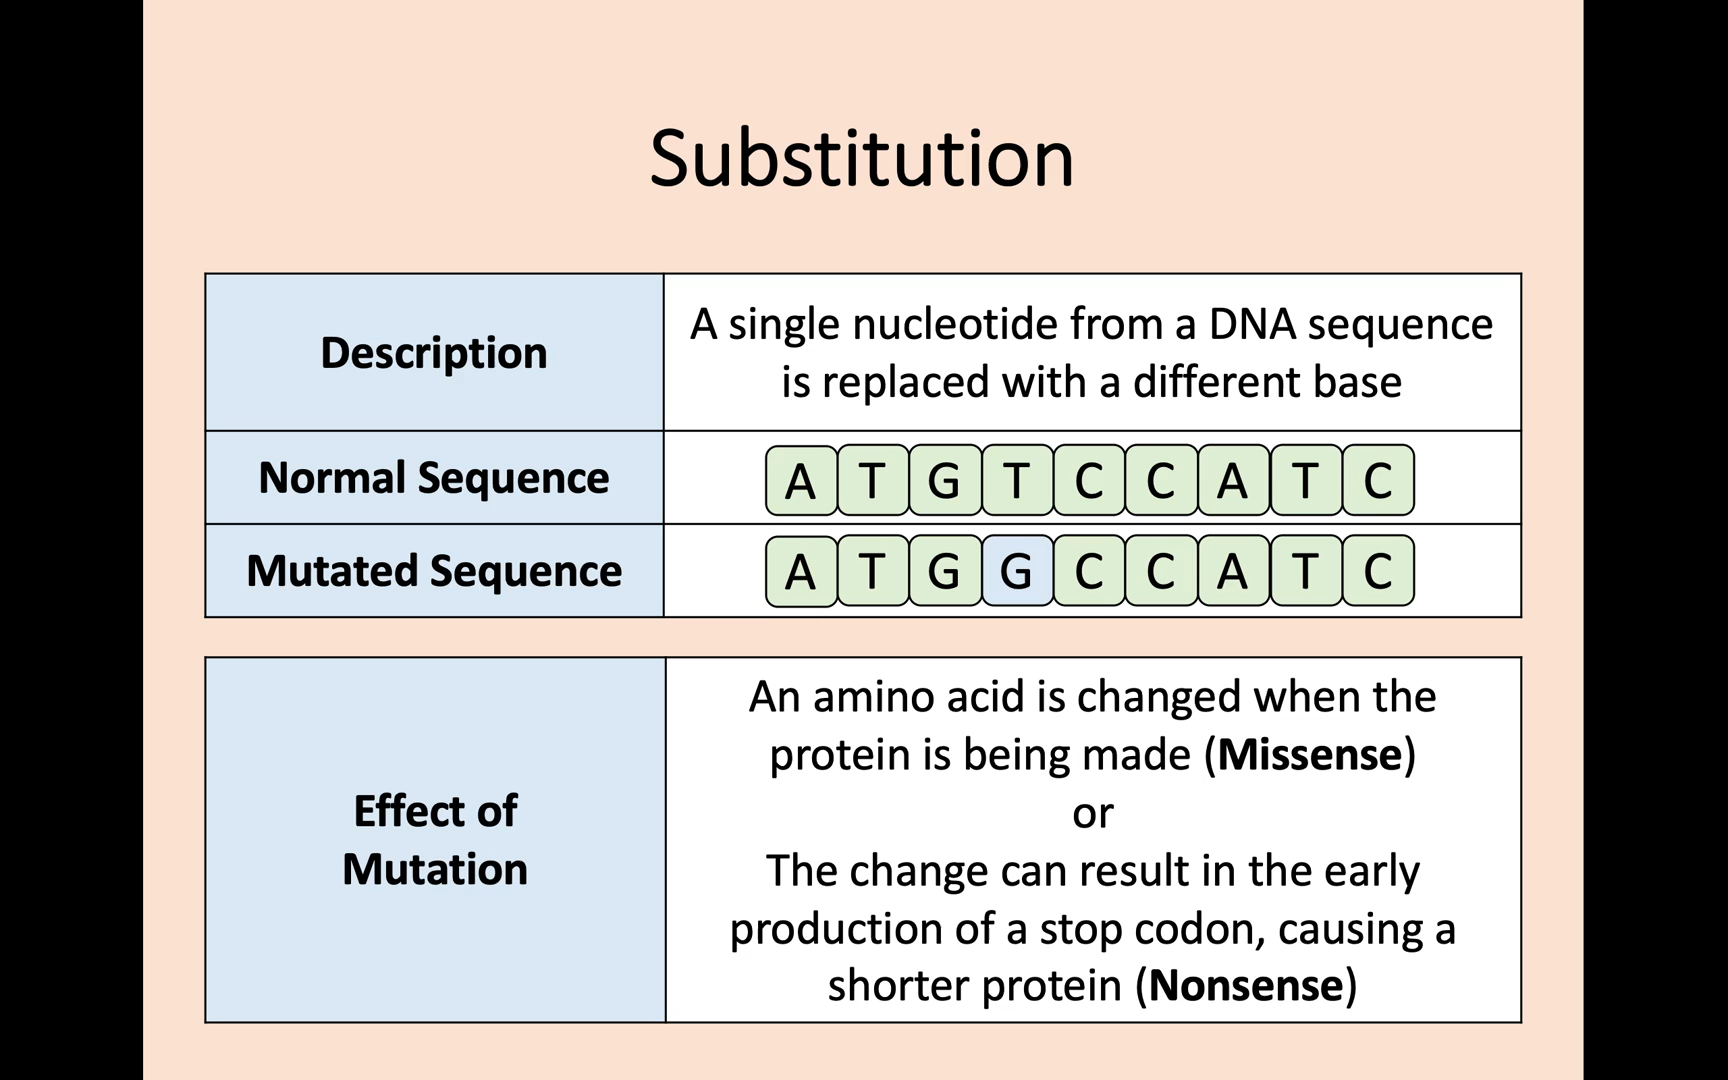 Substitution
Description
A single nucleotide from a DNA sequence
is replaced with a different base
Normal Sequence
A T G T C C A T C
Mutated Sequence
A T G G C C A T C
Effect of
Mutation
An amino acid is changed when the
protein is being made (Missense)
or
The change can result in the early
production of a stop codon, causing a
shorter protein (Nonsense)